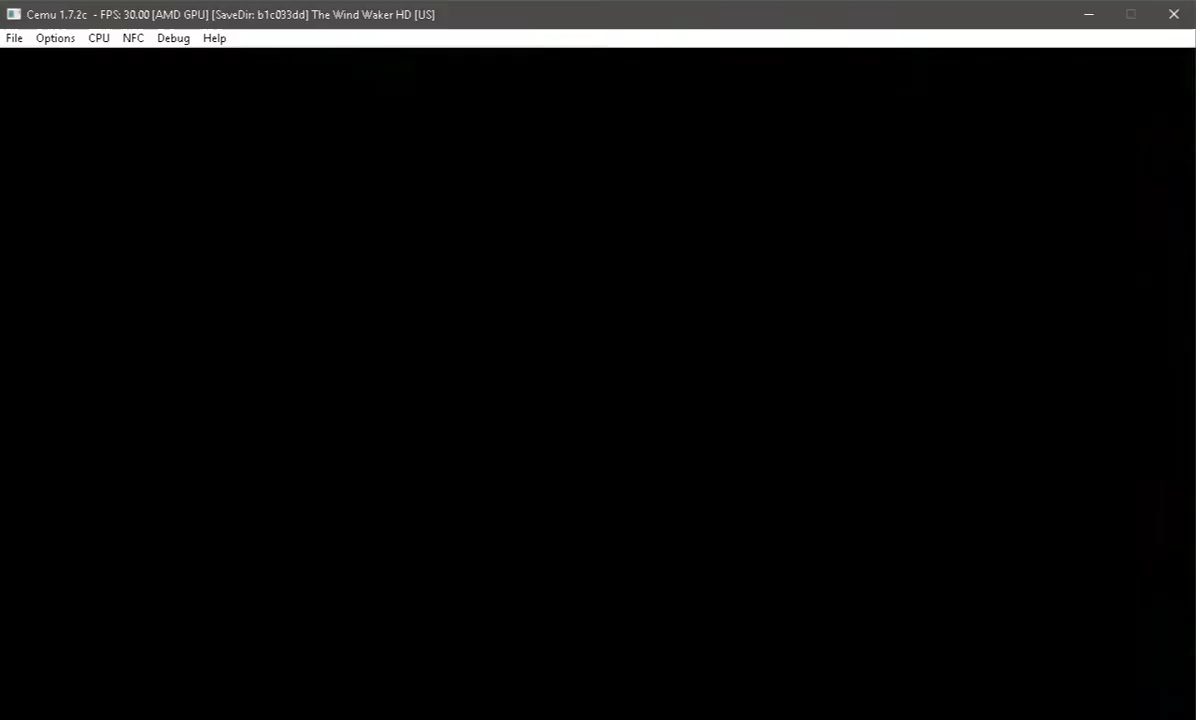 Cemu 1.7.2c - FPS: 30.00 [AMD GPU] [SaveDir: b1c033dd] The Wind Waker HD [US]
File Options CPU NFC Debug Help